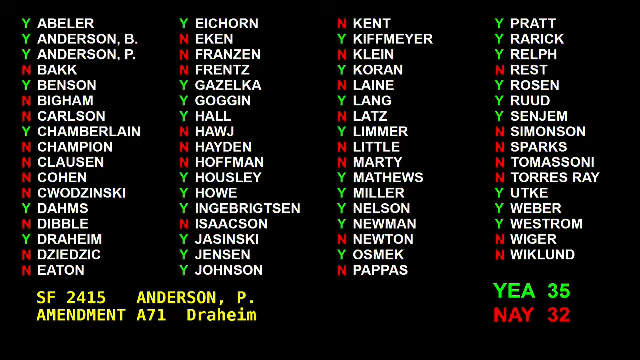 Y ABELER Y EICHORN N KENT Y PRATT
Y ANDERSON, B. N EKEN Y KIFFMEYER Y RARICK
Y ANDERSON, P. N FRANZEN N KLEIN Y RELPH
N BAKK N FRENTZ Y KORAN N REST
Y BENSON Y GAZELKA N LAINE Y ROSEN
N BIGHAM Y GOGGIN Y LANG Y RUUD
N CARLSON Y HALL N LATZ Y SENJEM
Y CHAMBERLAIN N HAWJ Y LIMMER N SIMONSON
N CHAMPION N HAYDEN N LITTLE N SPARKS
N CLAUSEN N HOFFMAN N MARTY N TOMASSONI
N COHEN Y HOUSLEY Y MATHEWS N TORRES RAY
N CWODZINSKI Y HOWE Y MILLER Y UTKE
Y DAHMS Y INGEBRIGTSEN Y NELSON Y WEBER
N DIBBLE N ISAACSON Y NEWMAN Y WESTROM
Y DRAHEIM Y JASINSKI N NEWTON N WIGER
N DZIEDZIC Y JENSEN Y OSMEK N WIKLUND
N EATON Y JOHNSON N PAPPAS
SF 2415 ANDERSON, P. YEA 35
AMENDMENT A71 Draheim NAY 32